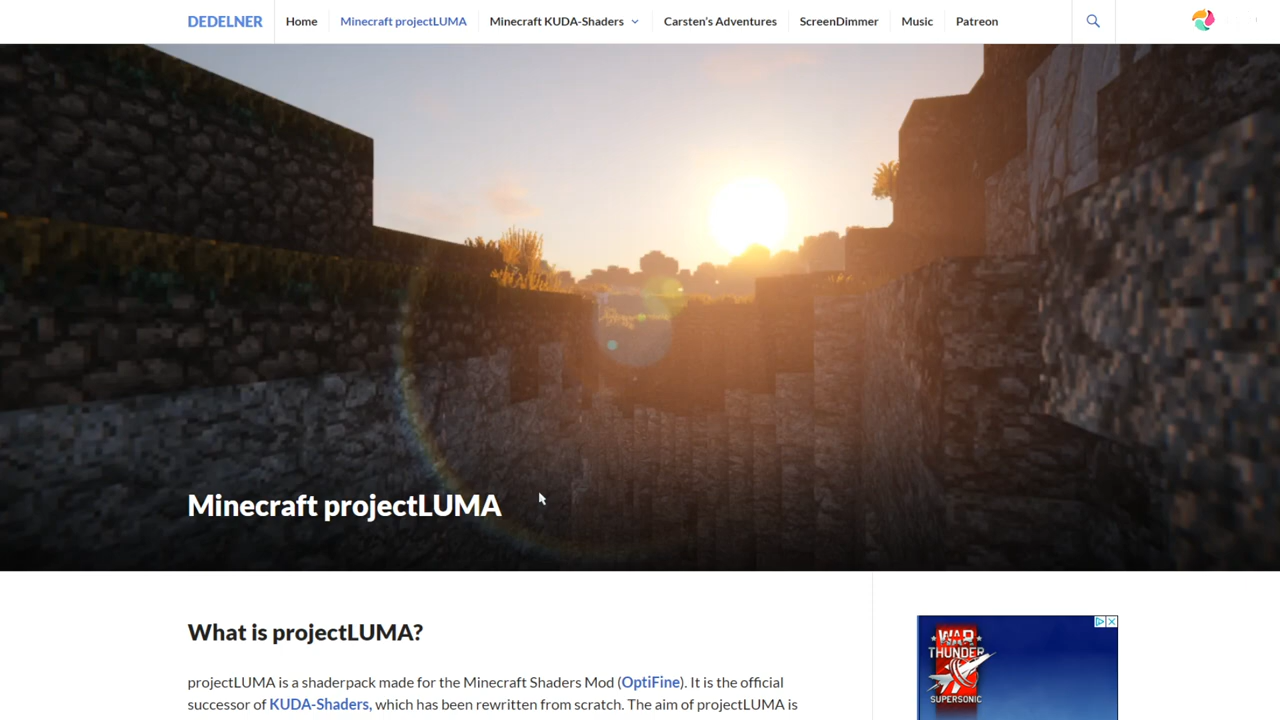 DEDELNER Home Minecraft projectLUMA Minecraft KUDA-Shaders Carsten's Adventures ScreenDimmer Music Patreon
Minecraft projectLUMA
What is projectLUMA?
projectLUMA is a shaderpack made for the Minecraft Shaders Mod (OptiFine). It is the official
successor of KUDA-Shaders, which has been rewritten from scratch. The aim of projectLUMA is
WAR
THUNDER
SUPERSONIC